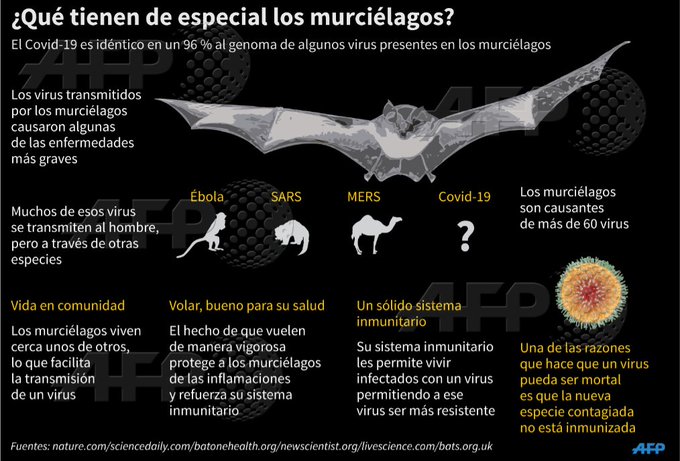 ¿Qué tienen de especial los murciélagos?
El Covid-19 es idéntico en un 96 % al genoma de algunos virus presentes en los murciélagos
Los virus transmitidos
por los murciélagos
causaron algunas
de las enfermedades
más graves
Ébola
SARS
MERS
Covid-19
Muchos de esos virus
se transmiten al hombre,
pero a través de otras
especies
?
Los murciélagos
son causantes
de más de 60 virus
Vida en comunidad
Los murciélagos viven
cerca unos de otros,
lo que facilita
la transmisión
de un virus
Volar, bueno para su salud
El hecho de que vuelen
de manera vigorosa
protege a los murciélagos
de las inflamaciones
y refuerza su sistema
inmunitario
Un sólido sistema
inmunitario
Su sistema inmunitario
les permite vivir
infectados con un virus
permitiendo a ese
virus ser más resistente
Una de las razones
que hace que un virus
pueda ser mortal
es que la nueva
especie contagiada
no está inmunizada
Fuentes: nature.com/sciencedaily.com/batonehealth.org/newscientist.org/livescience.com/bats.org.uk
AFP
AFP
AFP
AFP
AFP
AFP